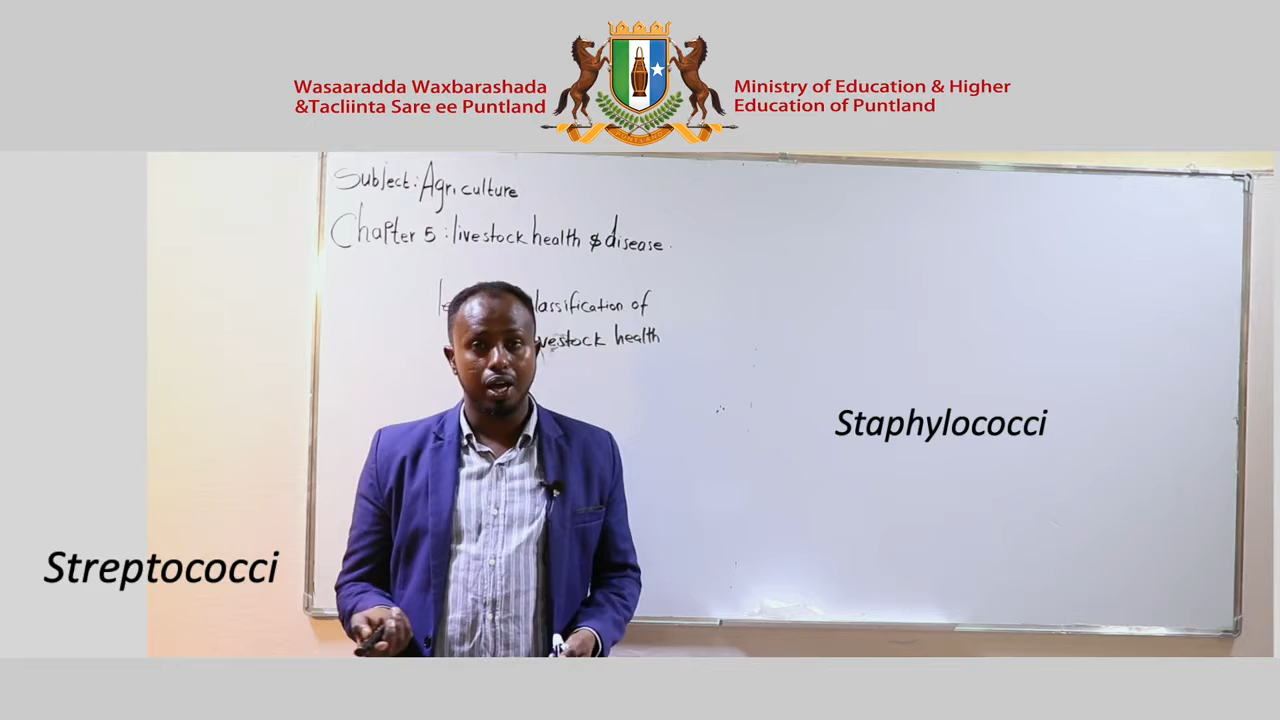 Wasaaradda Waxbarashada
&Tacliinta Sare ee Puntland
Ministry of Education & Higher
Education of Puntland
Subject: Agriculture
Chapter 5 : livestock health & disease.
lassification of
vestock health
Staphylococci
Streptococci